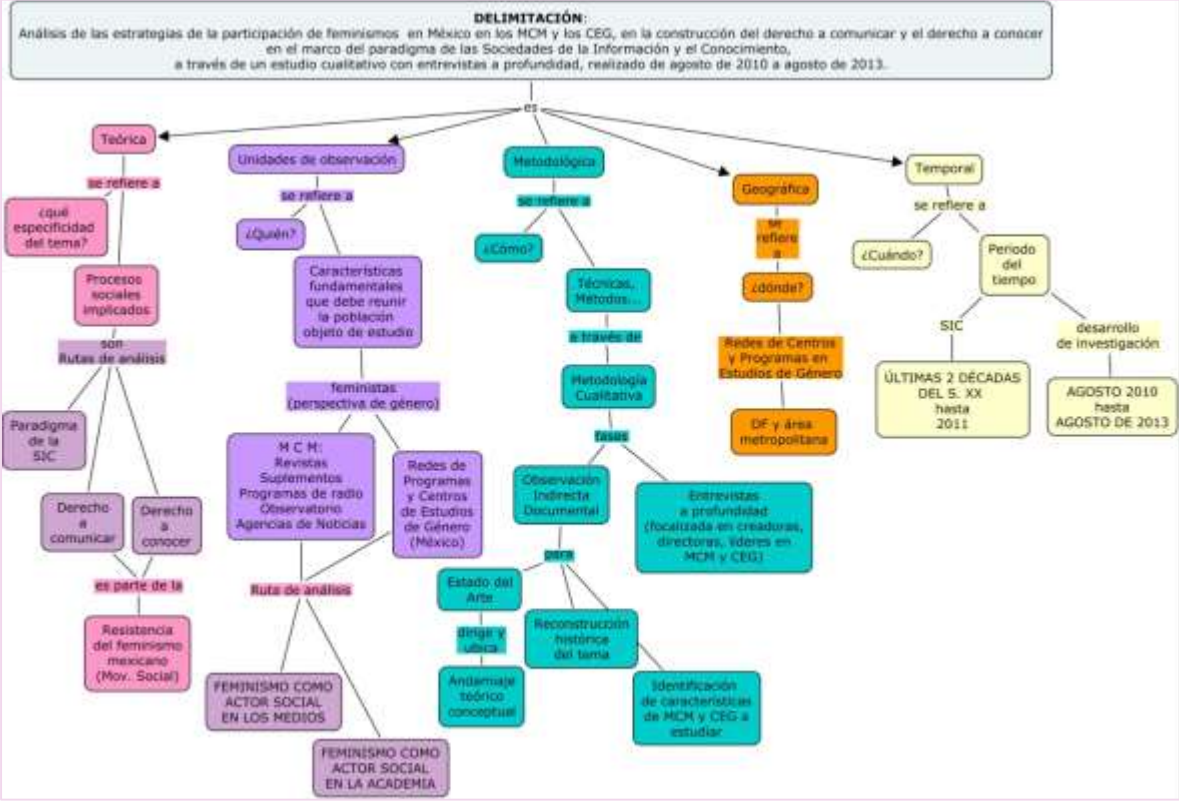 DELIMITACIÓN:
Análisis de las estrategias de la participación de feminismos en México en los MCM y los CEG, en la construcción del derecho a comunicar y el derecho a conocer
en el marco del paradigma de las Sociedades de la Información y el Conocimiento,
a través de un estudio cualitativo con entrevistas a profundidad, realizado de agosto de 2010 a agosto de 2013.
es
Teórica
se refiere a
¿qué
especificidad
del tema?
Procesos
sociales
implicados
son
Rutas de análisis
Paradigma
de la
SIC
Derecho
a
comunicar
Derecho
a
conocer
es parte de la
Resistencia
del feminismo
mexicano
(Mov. Social)
Unidades de observación
se refiere a
¿Quién?
Características
fundamentales
que debe reunir
la población
objeto de estudio
feministas
(perspectiva de género)
M C M:
Revistas
Suplementos
Programas de radio
Observatorio
Agencias de Noticias
Redes de
Programas
y Centros
de Estudios
de Género
(México)
Ruta de análisis
FEMINISMO COMO
ACTOR SOCIAL
EN LOS MEDIOS
FEMINISMO COMO
ACTOR SOCIAL
EN LA ACADEMIA
Metodológica
se refiere a
¿Cómo?
Técnicas,
Métodos...
a través de
Metodología
Cualitativa
fases
Observación
Indirecta
Documental
Entrevistas
a profundidad
(focalizada en creadoras,
directoras, líderes en
MCM y CEG)
para
Estado del
Arte
dirige y
ubica
Andamiaje
teórico
conceptual
Reconstrucción
histórica
del tema
Identificación
de características
de MCM y CEG a
estudiar
Geográfica
se
refiere
a
¿dónde?
Redes de Centros
y Programas en
Estudios de Género
DF y área
metropolitana
Temporal
se refiere a
¿Cuándo?
Periodo
del
tiempo
SIC
ÚLTIMAS 2 DÉCADAS
DEL S. XX
hasta
2011
desarrollo
de investigación
AGOSTO 2010
hasta
AGOSTO DE 2013